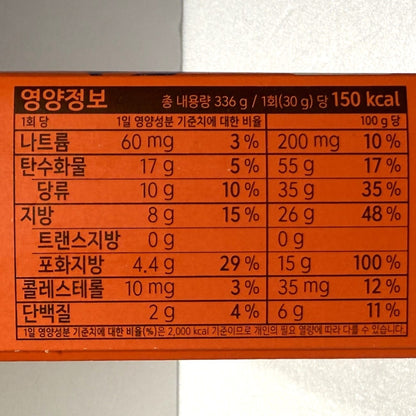 영양정보 총 내용량 336 g / 1회(30 g) 당 150 kcal
1회 당 1일 영양성분 기준치에 대한 비율 100 g 당
나트륨 60 mg 3 % 200 mg 10 %
탄수화물 17 g 5 % 55 g 17 %
당류 10 g 10 % 35 g 35 %
지방 8 g 15 % 26 g 48 %
트랜스지방 0 g 0 g
포화지방 4.4 g 29 % 15 g 100 %
콜레스테롤 10 mg 3 % 35 mg 12 %
단백질 2 g 4 % 6 g 11 %
1일 영양성분 기준치에 대한 비율(%)은 2,000 kcal 기준이므로 개인의 필요 열량에 따라 다를 수 있습니다.